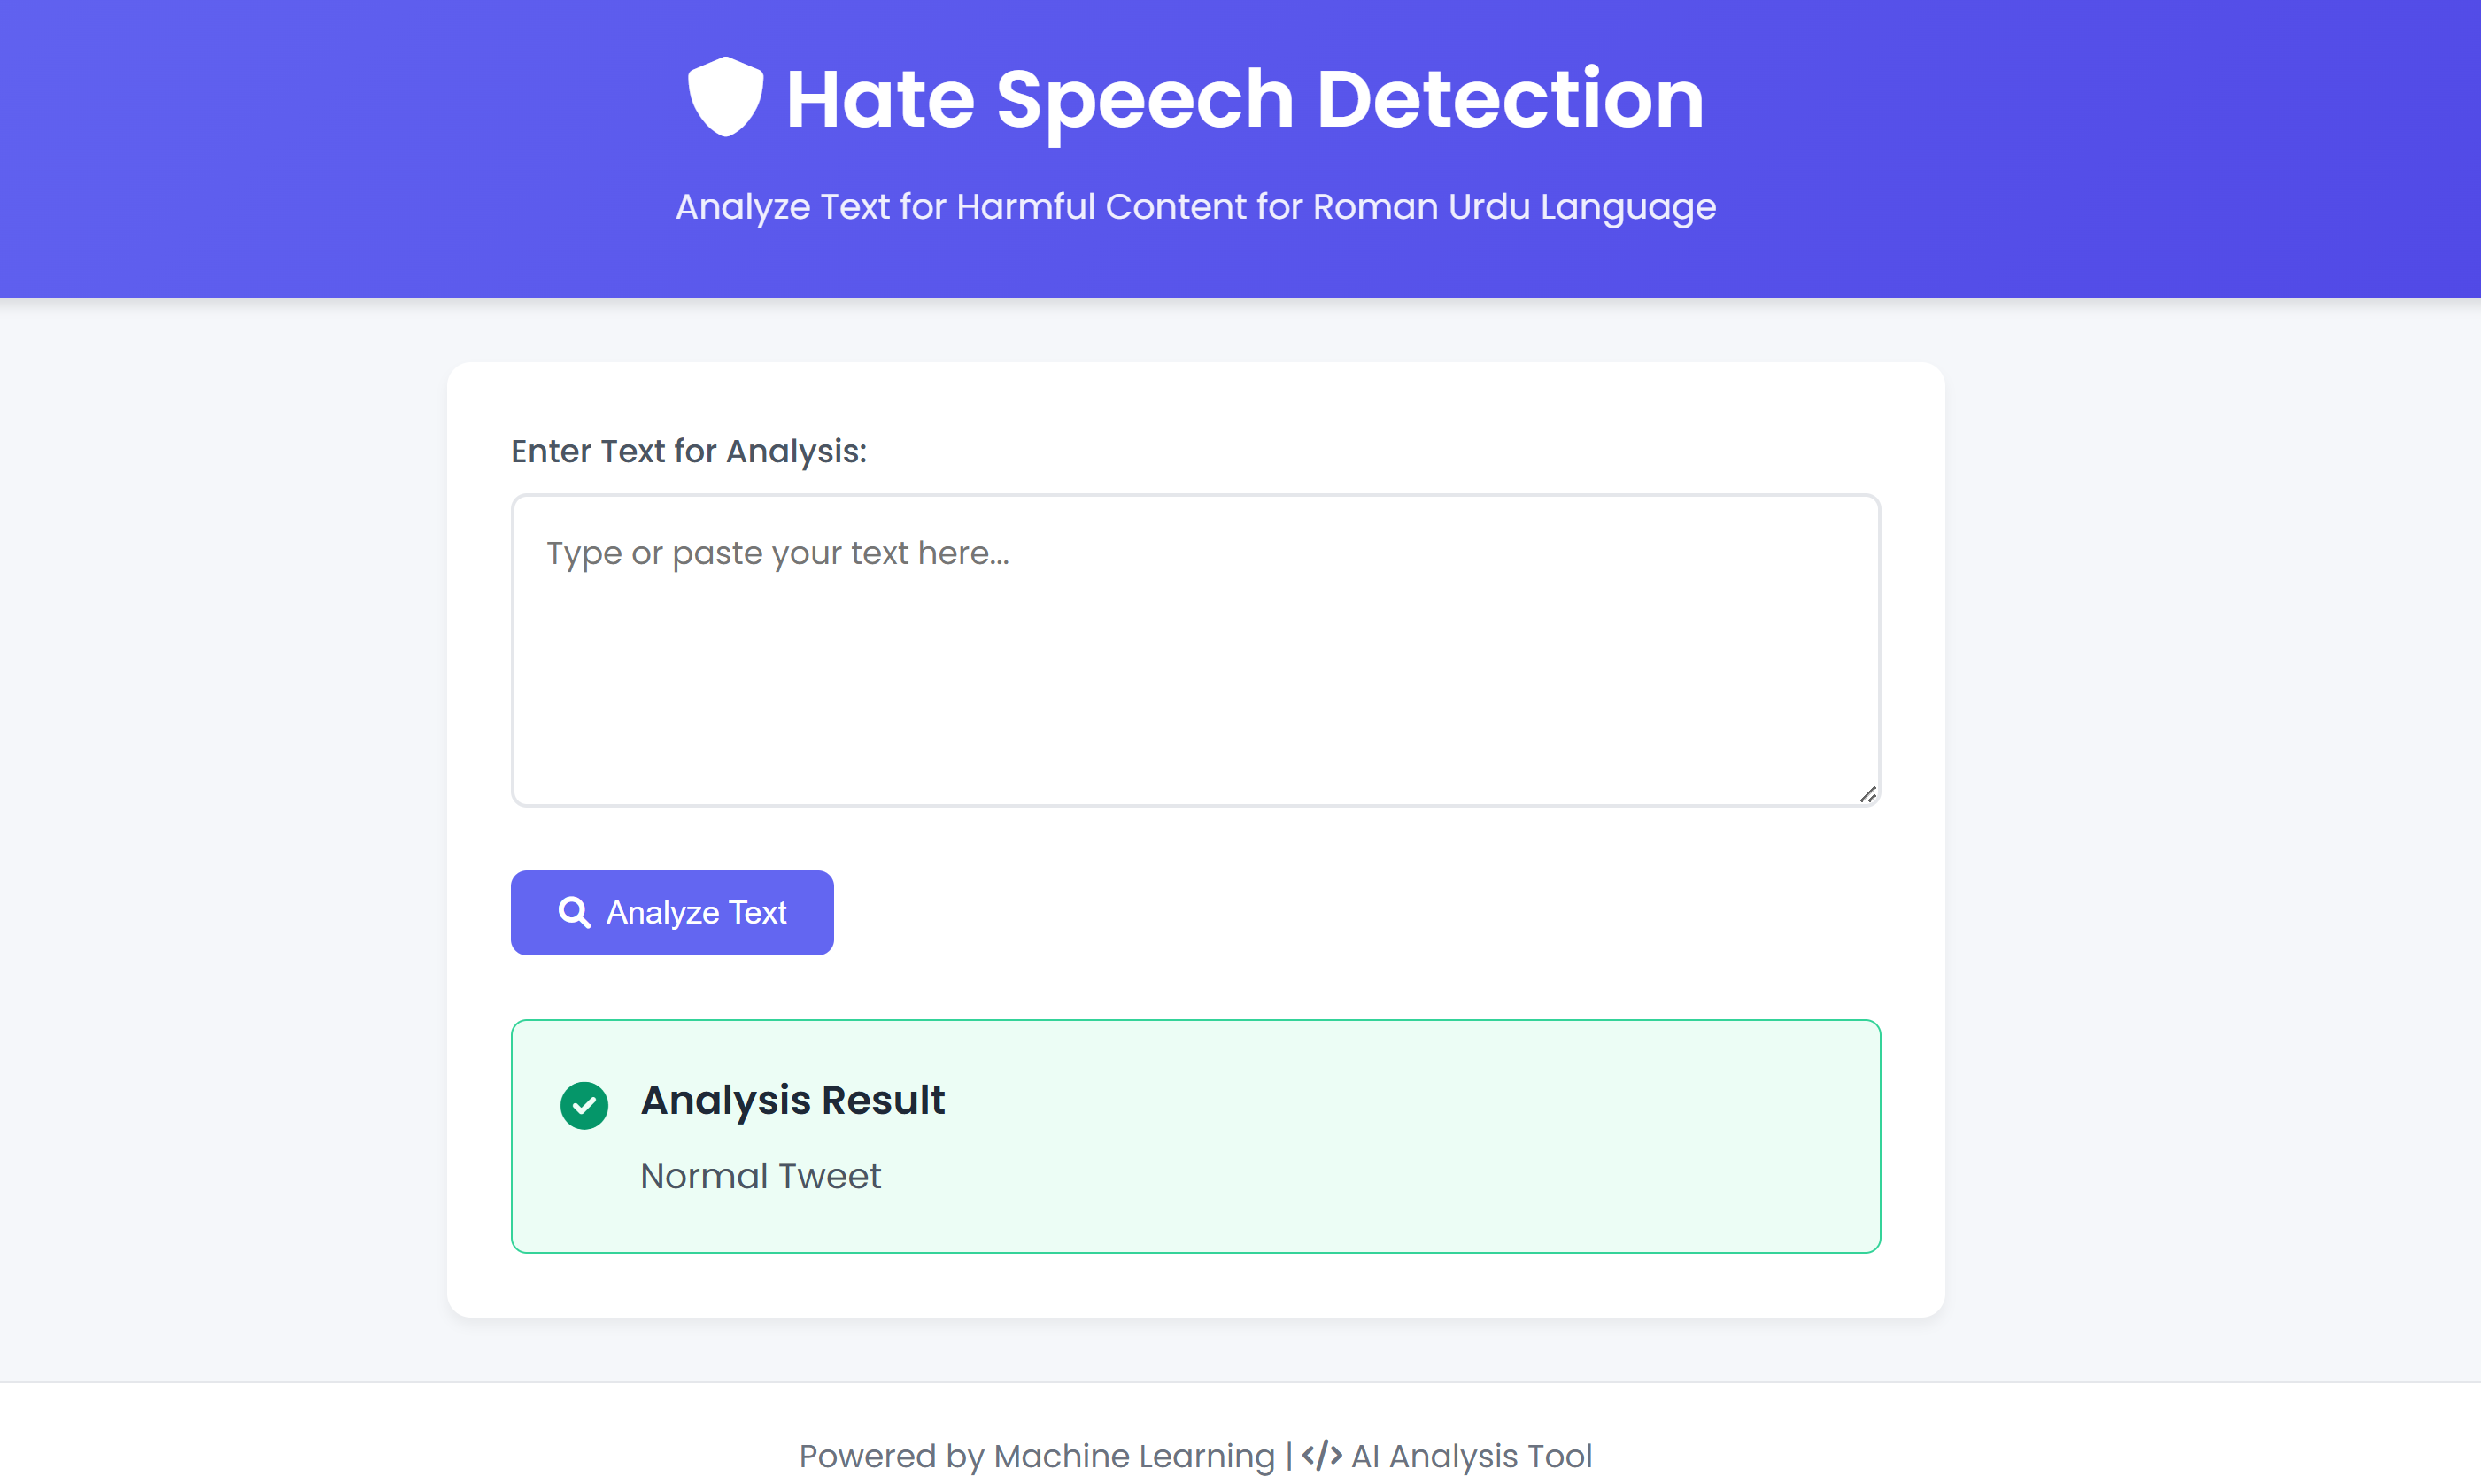 Hate Speech Detection
Analyze Text for Harmful Content for Roman Urdu Language
Enter Text for Analysis:
Type or paste your text here...
Analyze Text
Analysis Result
Normal Tweet
Powered by Machine Learning | </> AI Analysis Tool